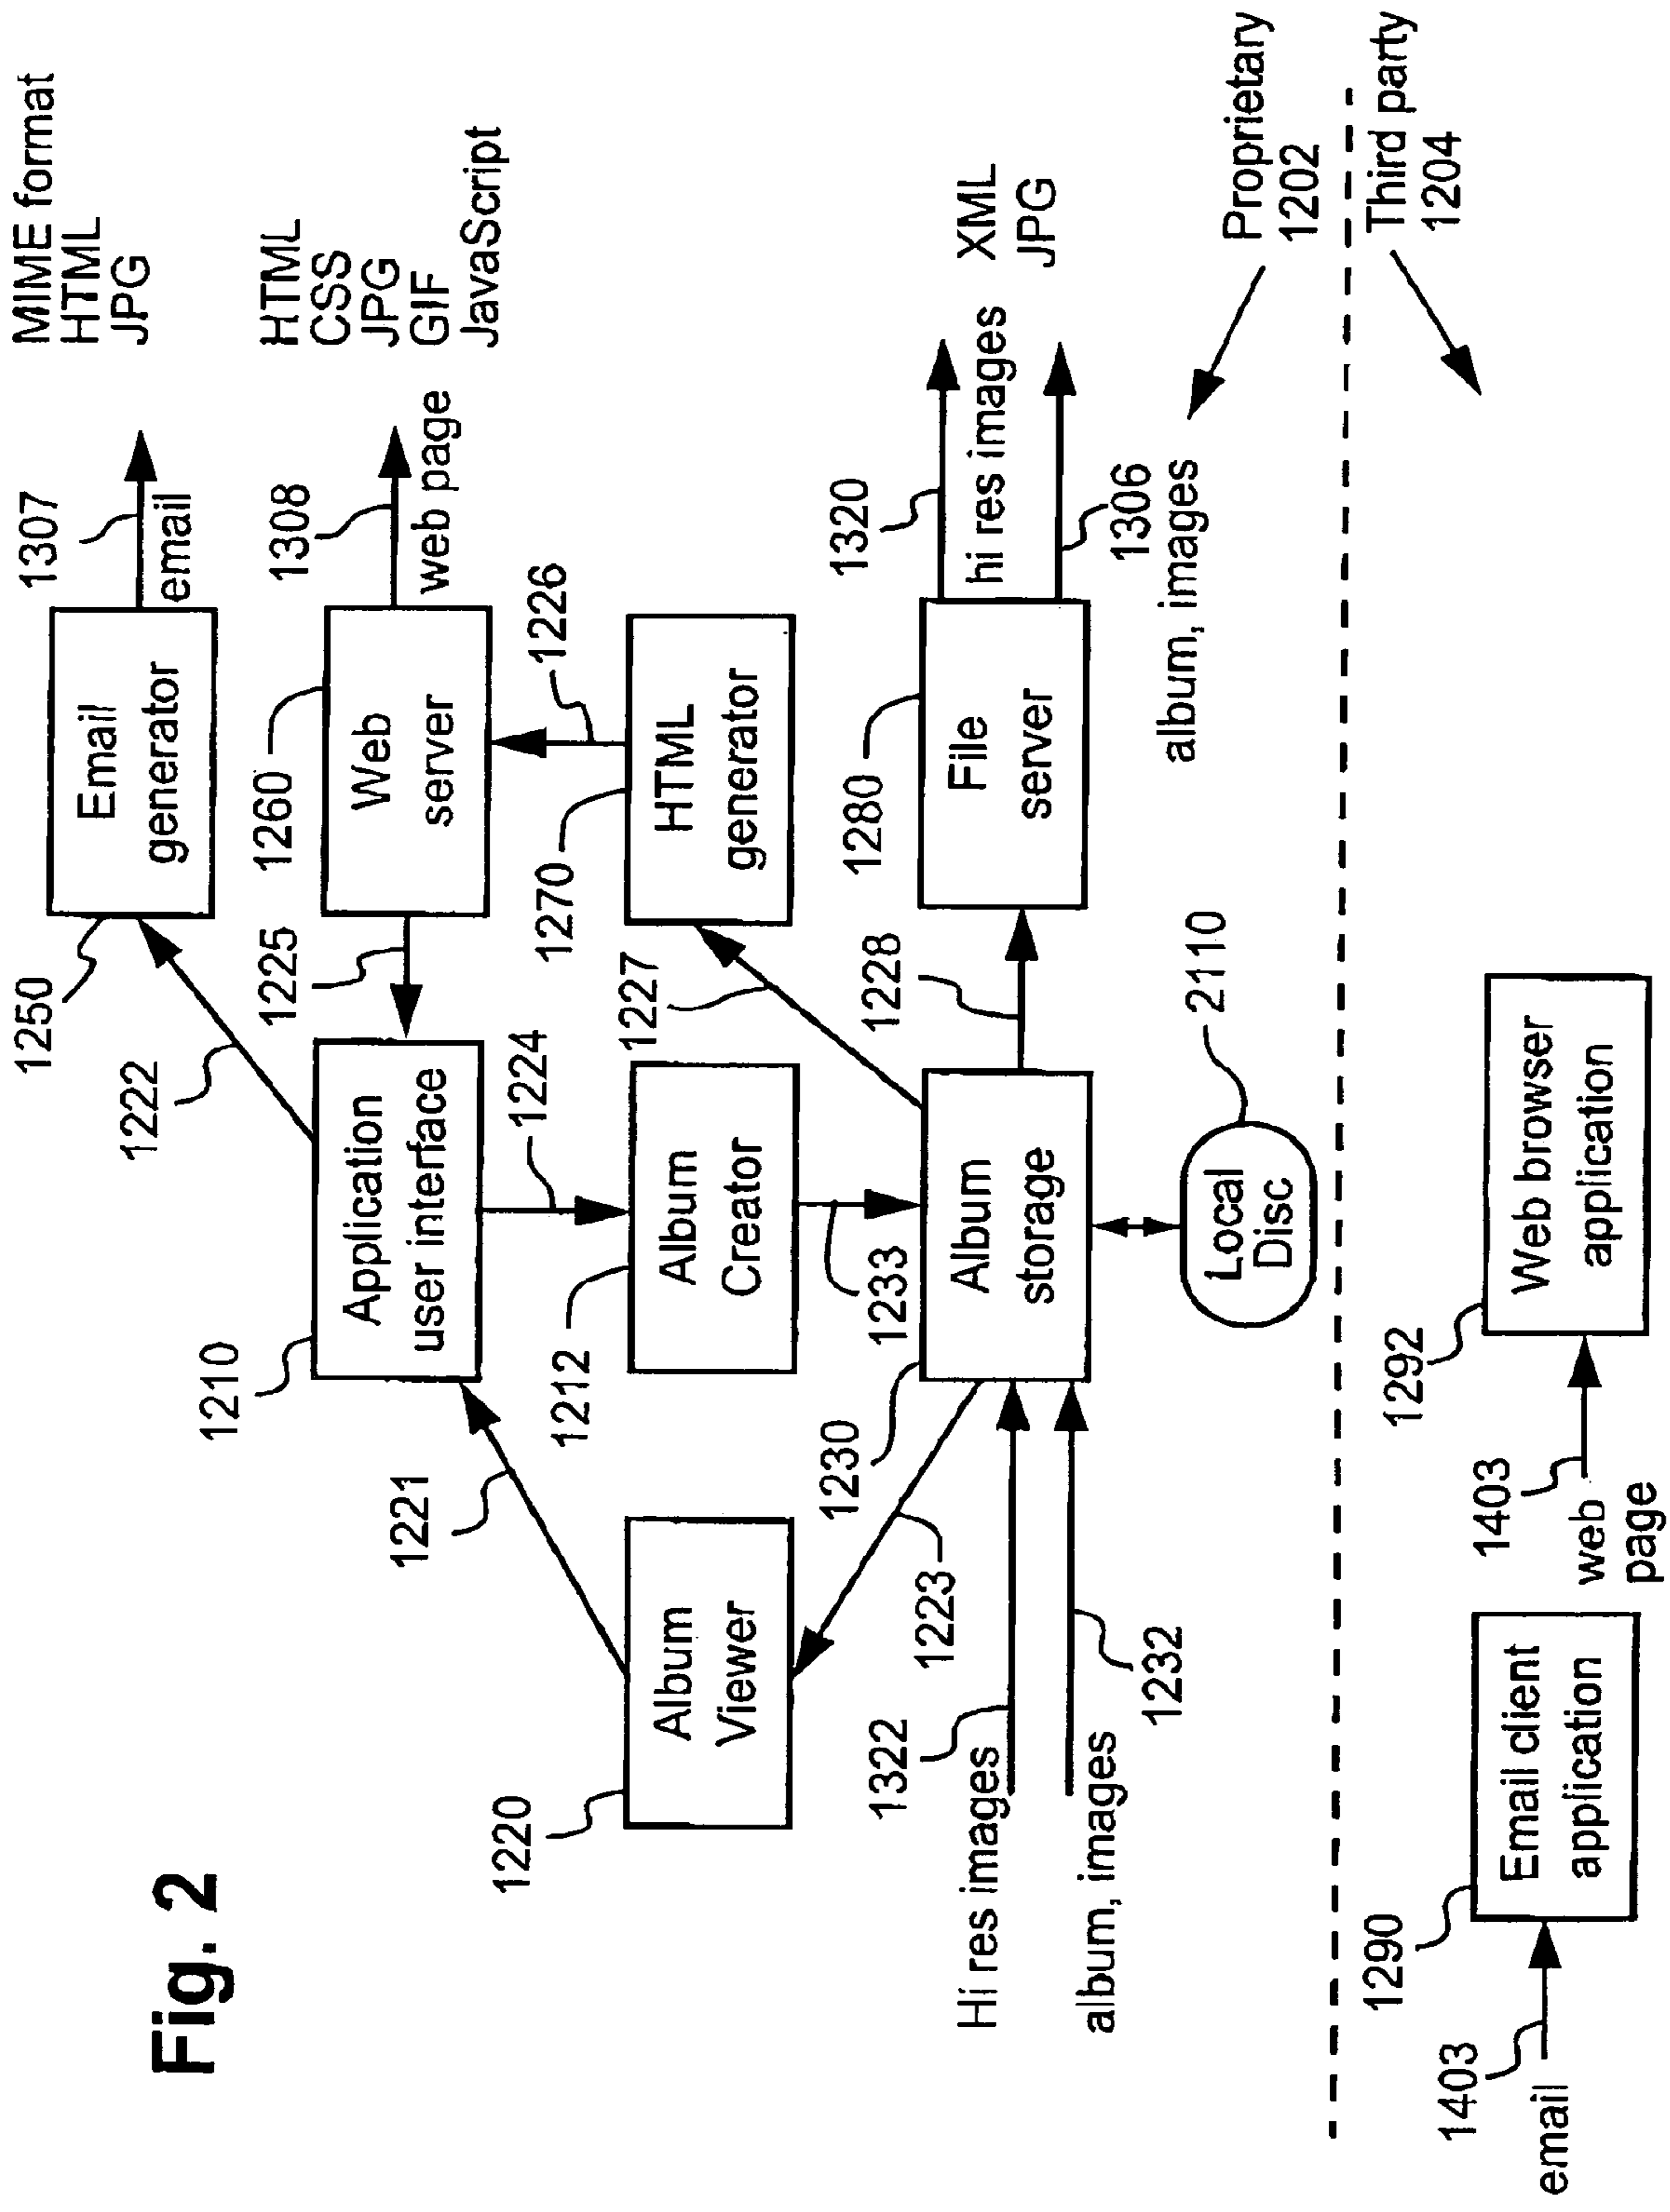 Fig. 2
MIME format
HTML
JPG
1307
email
1250
Email
generator
1222
HTML
CSS
JPG
GIF
JavaScript
1308
web page
1260
Web
server
1225
1210
Application
user interface
1221
1224
1226
1270
HTML
generator
1227
1212
Album
Creator
1233
1220
Album
Viewer
1223
1230
Album
storage
1228
1280
File
server
1320
hi res images
XML
JPG
1306
album, images
1322
Hi res images
1232
album, images
2110
Local
Disc
Proprietary
1202
Third party
1204
1403
email
1290
Email client
application
1403
web
page
1292
Web browser
application